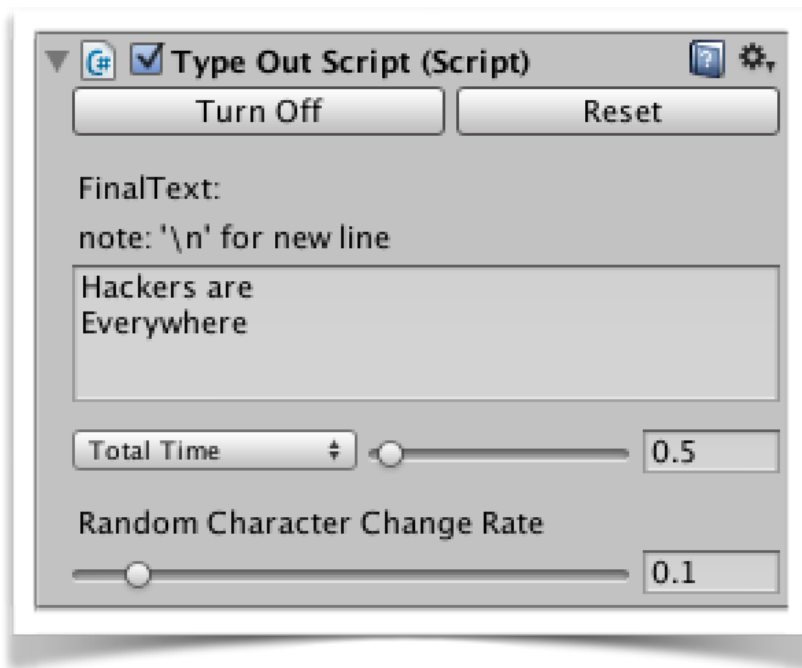 C# Type Out Script (Script)
Turn Off Reset
FinalText:
note: '\n' for new line
Hackers are
Everywhere
Total Time 0.5
Random Character Change Rate
0.1